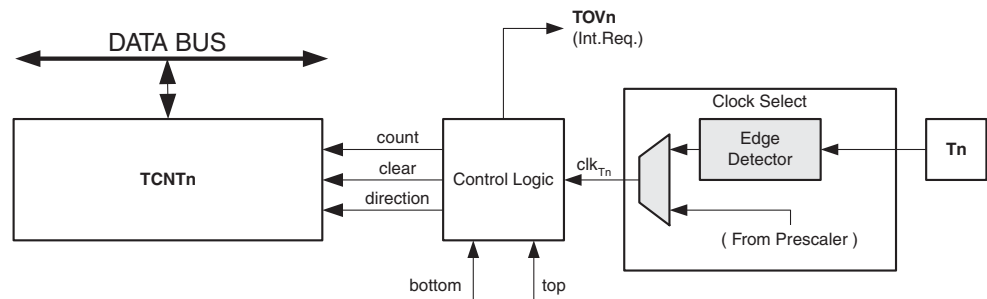 TOVn
(Int.Req.)
DATA BUS
Clock Select
count
Edge
Detector
Tn
TCNTn
clear
Control Logic
clkTn
direction
( From Prescaler )
bottom
top